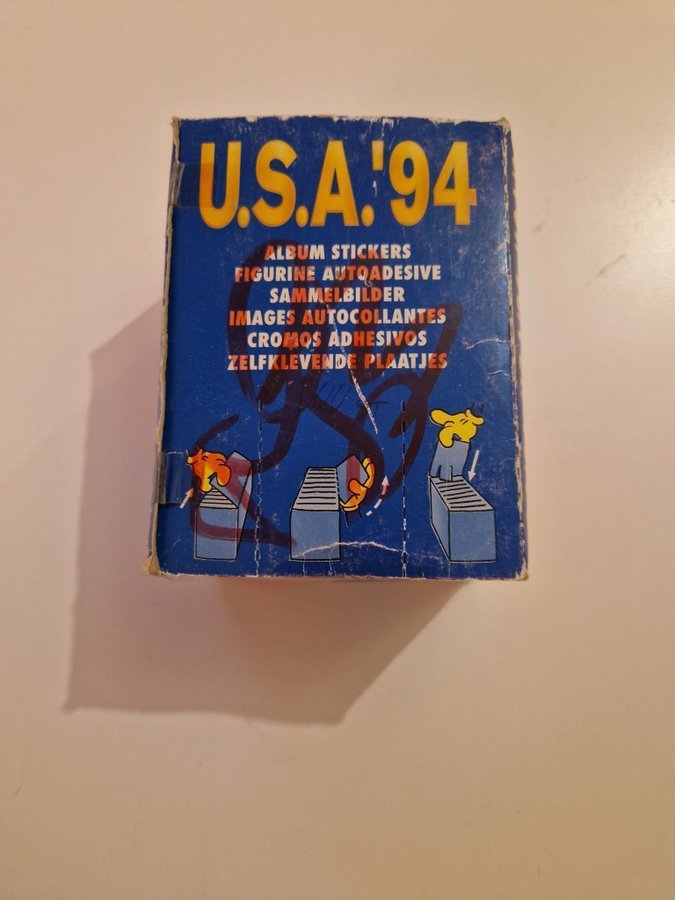 U.S.A.'94
ALBUM STICKERS
FIGURINE AUTOADESIVE
SAMMELBILDER
IMAGES AUTOCOLLANTES
CROMOS ADHESIVOS
ZELFKLEVENDE PLAATJES